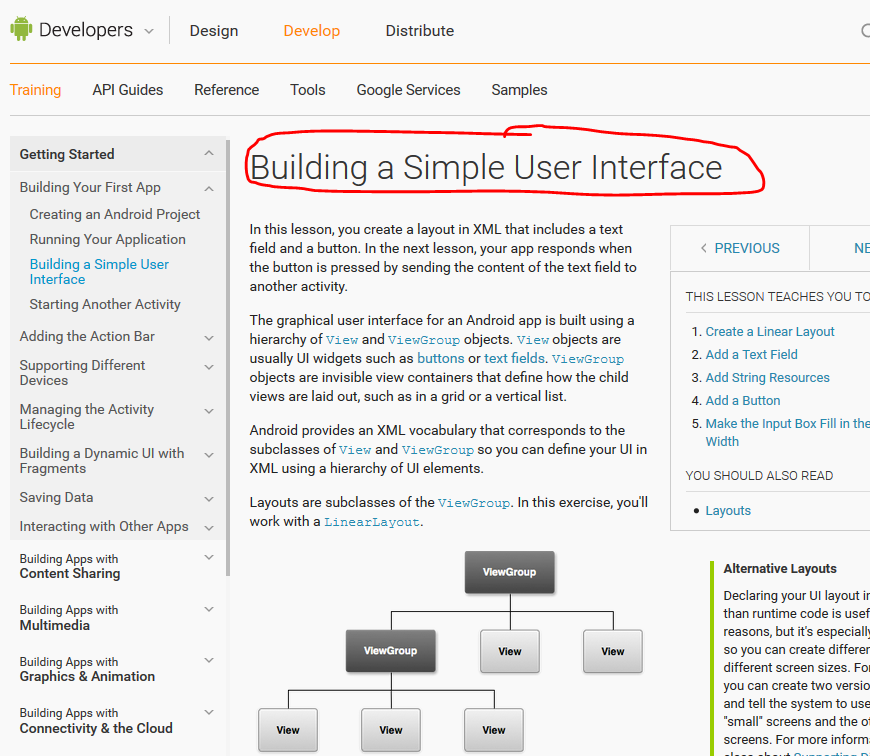 Developers
Design
Develop
Distribute
Training
API Guides
Reference
Tools
Google Services
Samples
Getting Started
Building Your First App
Creating an Android Project
Running Your Application
Building a Simple User
Interface
Starting Another Activity
Adding the Action Bar
Supporting Different
Devices
Managing the Activity
Lifecycle
Building a Dynamic UI with
Fragments
Saving Data
Interacting with Other Apps
Building Apps with
Content Sharing
Building Apps with
Multimedia
Building Apps with
Graphics & Animation
Building Apps with
Connectivity & the Cloud
Building a Simple User Interface
In this lesson, you create a layout in XML that includes a text
field and a button. In the next lesson, your app responds when
the button is pressed by sending the content of the text field to
another activity.
The graphical user interface for an Android app is built using a
hierarchy of View and ViewGroup objects. View objects are
usually UI widgets such as buttons or text fields. ViewGroup
objects are invisible view containers that define how the child
views are laid out, such as in a grid or a vertical list.
Android provides an XML vocabulary that corresponds to the
subclasses of View and ViewGroup so you can define your UI in
XML using a hierarchy of UI elements.
Layouts are subclasses of the ViewGroup. In this exercise, you'll
work with a LinearLayout.
ViewGroup
ViewGroup
View
View
View
View
View
PREVIOUS
NE
THIS LESSON TEACHES YOU TO
1. Create a Linear Layout
2. Add a Text Field
3. Add String Resources
4. Add a Button
5. Make the Input Box Fill in the
Width
YOU SHOULD ALSO READ
• Layouts
Alternative Layouts
Declaring your UI layout in
than runtime code is usef
reasons, but it's especially
so you can create differen
different screen sizes. For
you can create two versio
and tell the system to use
"small" screens and the ot
screens. For more informa